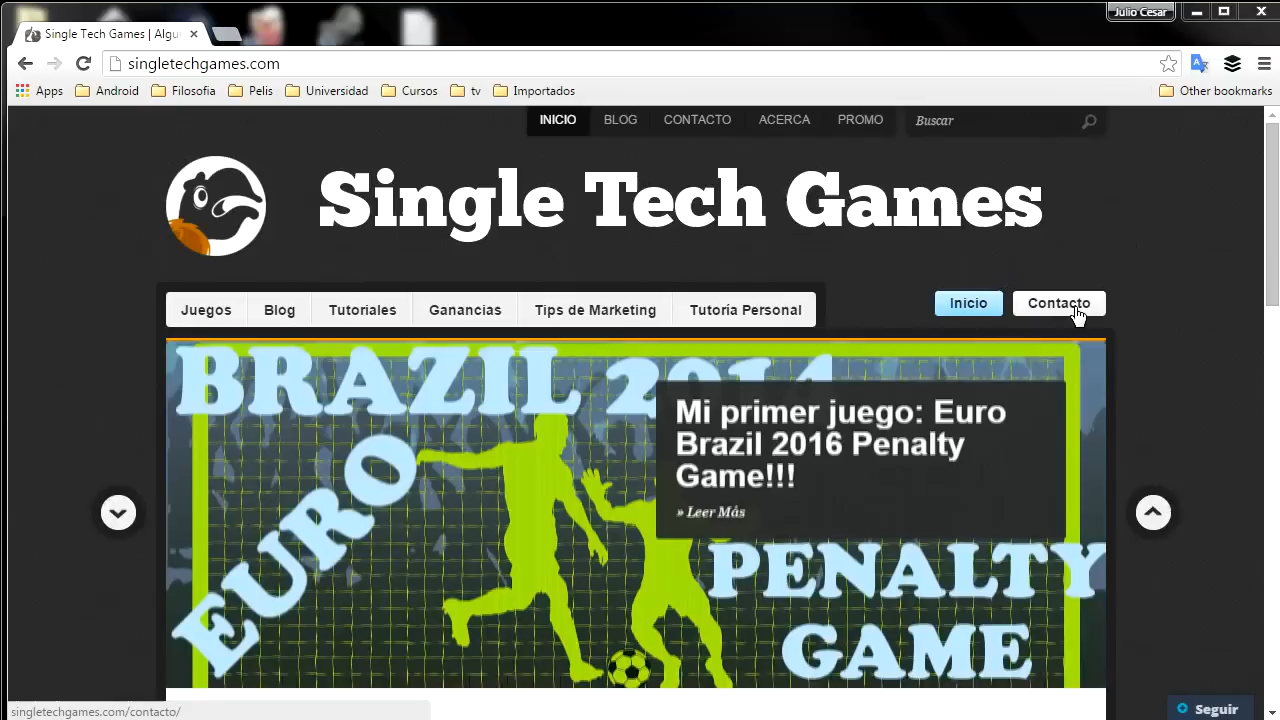 Julio Cesar
Single Tech Games | Algu
singletechgames.com
Apps Android Filosofia Pelis Universidad Cursos tv Importados Other bookmarks
INICIO BLOG CONTACTO ACERCA PROMO Buscar
Single Tech Games
Juegos Blog Tutoriales Ganancias Tips de Marketing Tutoría Personal Inicio Contacto
BRAZIL 2014
Mi primer juego: Euro
Brazil 2016 Penalty
Game!!!
» Leer Más
EURO
PENALTY
GAME
singletechgames.com/contacto/
Seguir